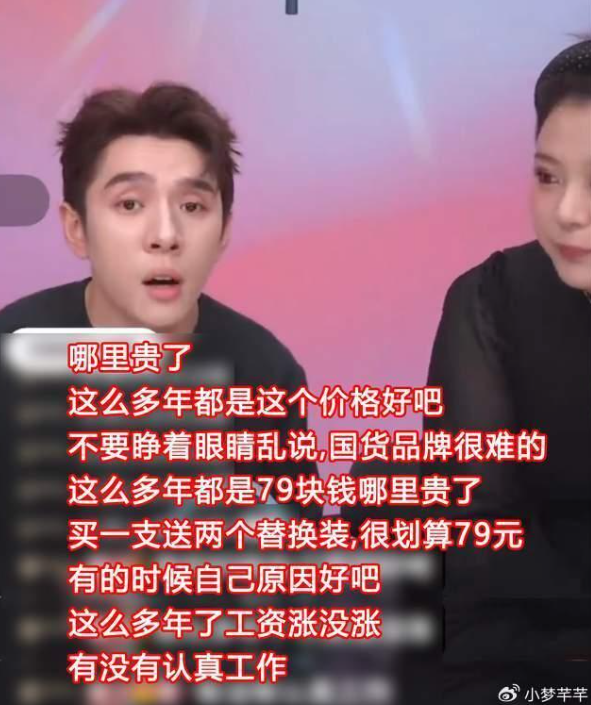 哪里贵了
这么多年都是这个价格好吧
不要睁着眼睛乱说,国货品牌很难的
这么多年都是79块钱哪里贵了
买一支送两个替换装,很划算79元
有的时候自己原因好吧
这么多年了工资涨没涨
有没有认真工作
小梦芊芊